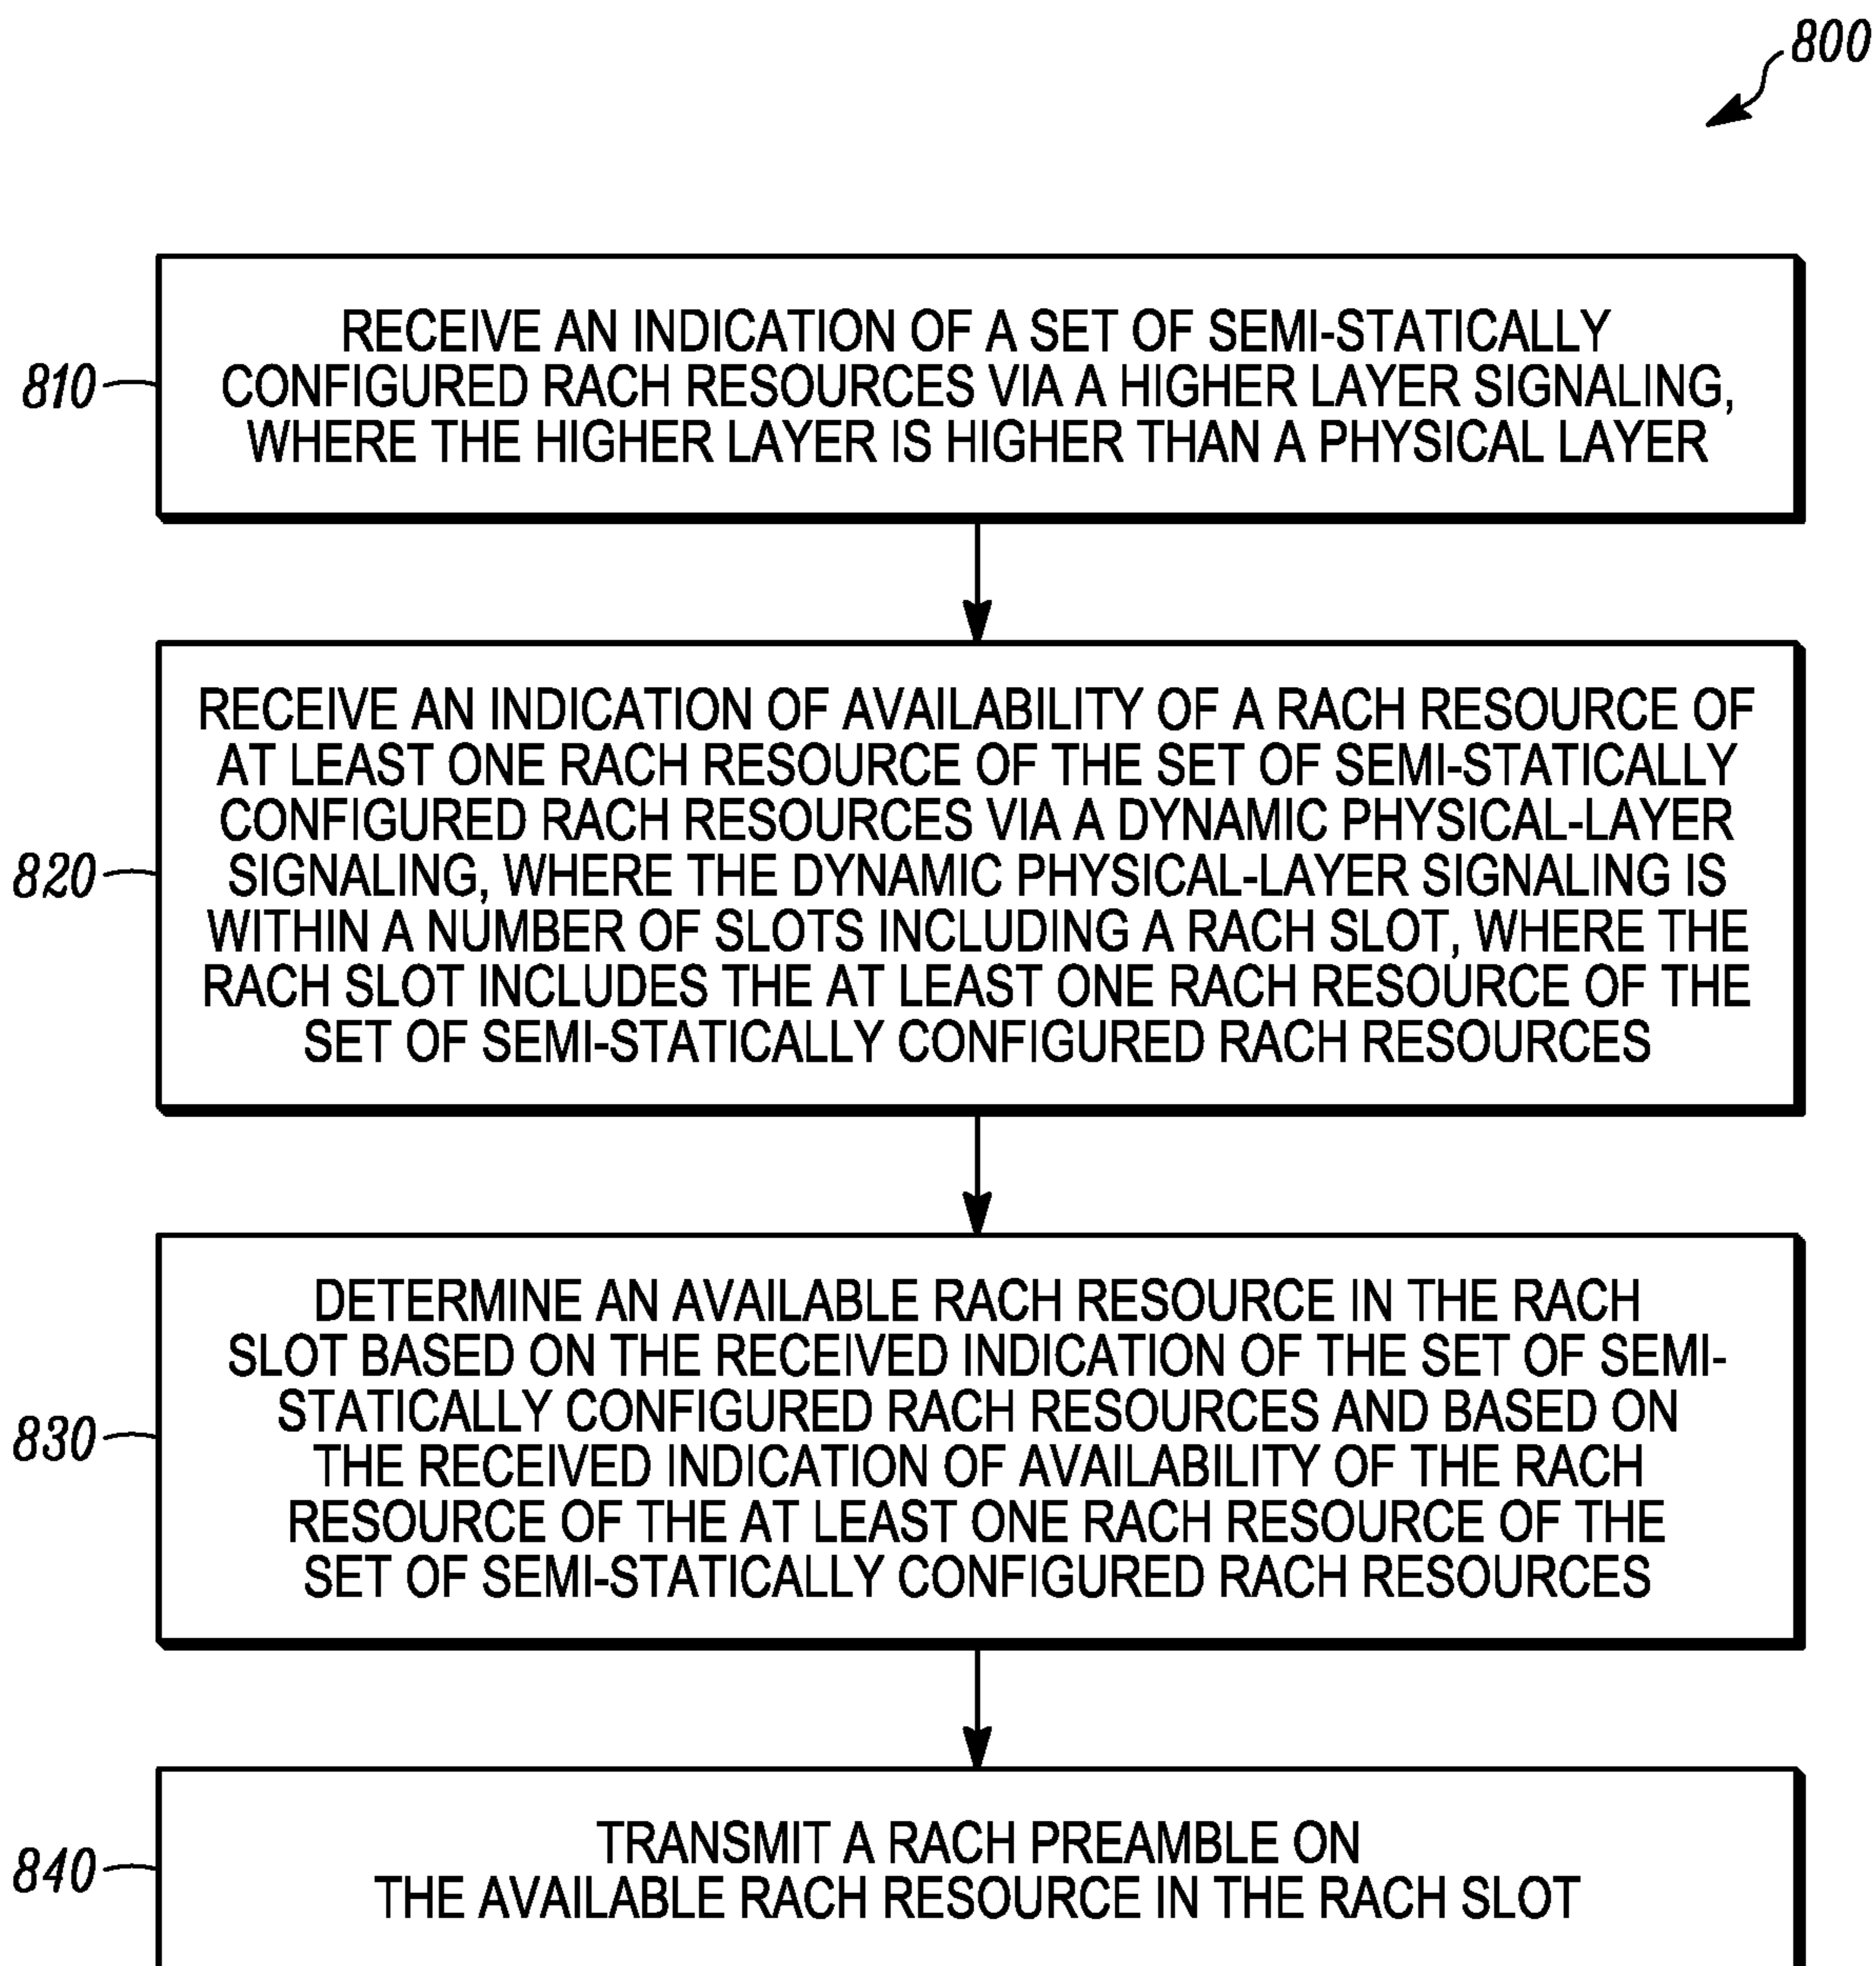 800
RECEIVE AN INDICATION OF A SET OF SEMI-STATICALLY
CONFIGURED RACH RESOURCES VIA A HIGHER LAYER SIGNALING,
WHERE THE HIGHER LAYER IS HIGHER THAN A PHYSICAL LAYER
810
RECEIVE AN INDICATION OF AVAILABILITY OF A RACH RESOURCE OF
AT LEAST ONE RACH RESOURCE OF THE SET OF SEMI-STATICALLY
CONFIGURED RACH RESOURCES VIA A DYNAMIC PHYSICAL-LAYER
SIGNALING, WHERE THE DYNAMIC PHYSICAL-LAYER SIGNALING IS
WITHIN A NUMBER OF SLOTS INCLUDING A RACH SLOT, WHERE THE
RACH SLOT INCLUDES THE AT LEAST ONE RACH RESOURCE OF THE
SET OF SEMI-STATICALLY CONFIGURED RACH RESOURCES
820
DETERMINE AN AVAILABLE RACH RESOURCE IN THE RACH
SLOT BASED ON THE RECEIVED INDICATION OF THE SET OF SEMI-
STATICALLY CONFIGURED RACH RESOURCES AND BASED ON
THE RECEIVED INDICATION OF AVAILABILITY OF THE RACH
RESOURCE OF THE AT LEAST ONE RACH RESOURCE OF THE
SET OF SEMI-STATICALLY CONFIGURED RACH RESOURCES
830
TRANSMIT A RACH PREAMBLE ON
THE AVAILABLE RACH RESOURCE IN THE RACH SLOT
840